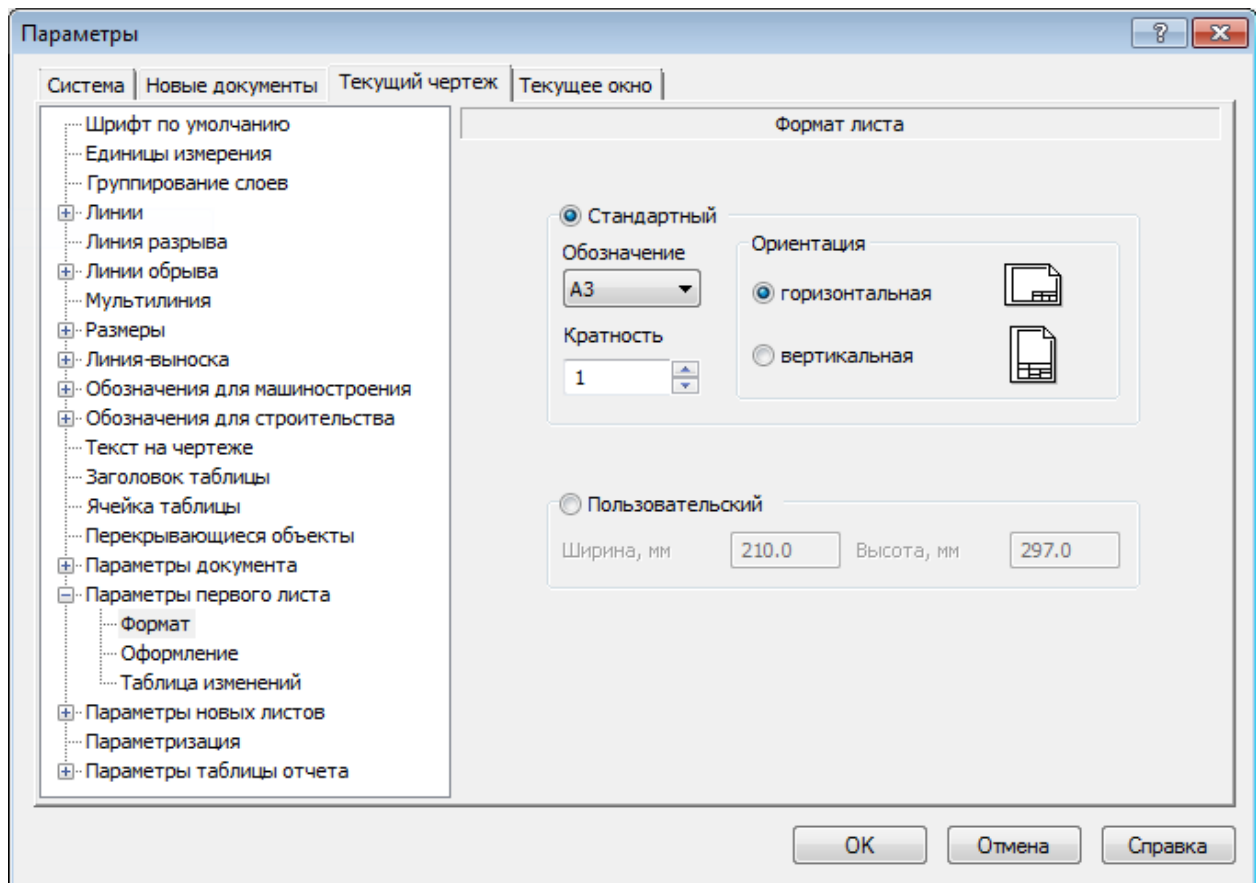 Параметры
Система
Новые документы
Текущий чертеж
Текущее окно
Шрифт по умолчанию
Единицы измерения
Группирование слоев
Линии
Линия разрыва
Линии обрыва
Мультилиния
Размеры
Линия-выноска
Обозначения для машиностроения
Обозначения для строительства
Текст на чертеже
Заголовок таблицы
Ячейка таблицы
Перекрывающиеся объекты
Параметры документа
Параметры первого листа
Формат
Оформление
Таблица изменений
Параметры новых листов
Параметризация
Параметры таблицы отчета
Формат листа
Стандартный
Обозначение
A3
Кратность
1
Ориентация
горизонтальная
вертикальная
Пользовательский
Ширина, мм
210.0
Высота, мм
297.0
OK
Отмена
Справка